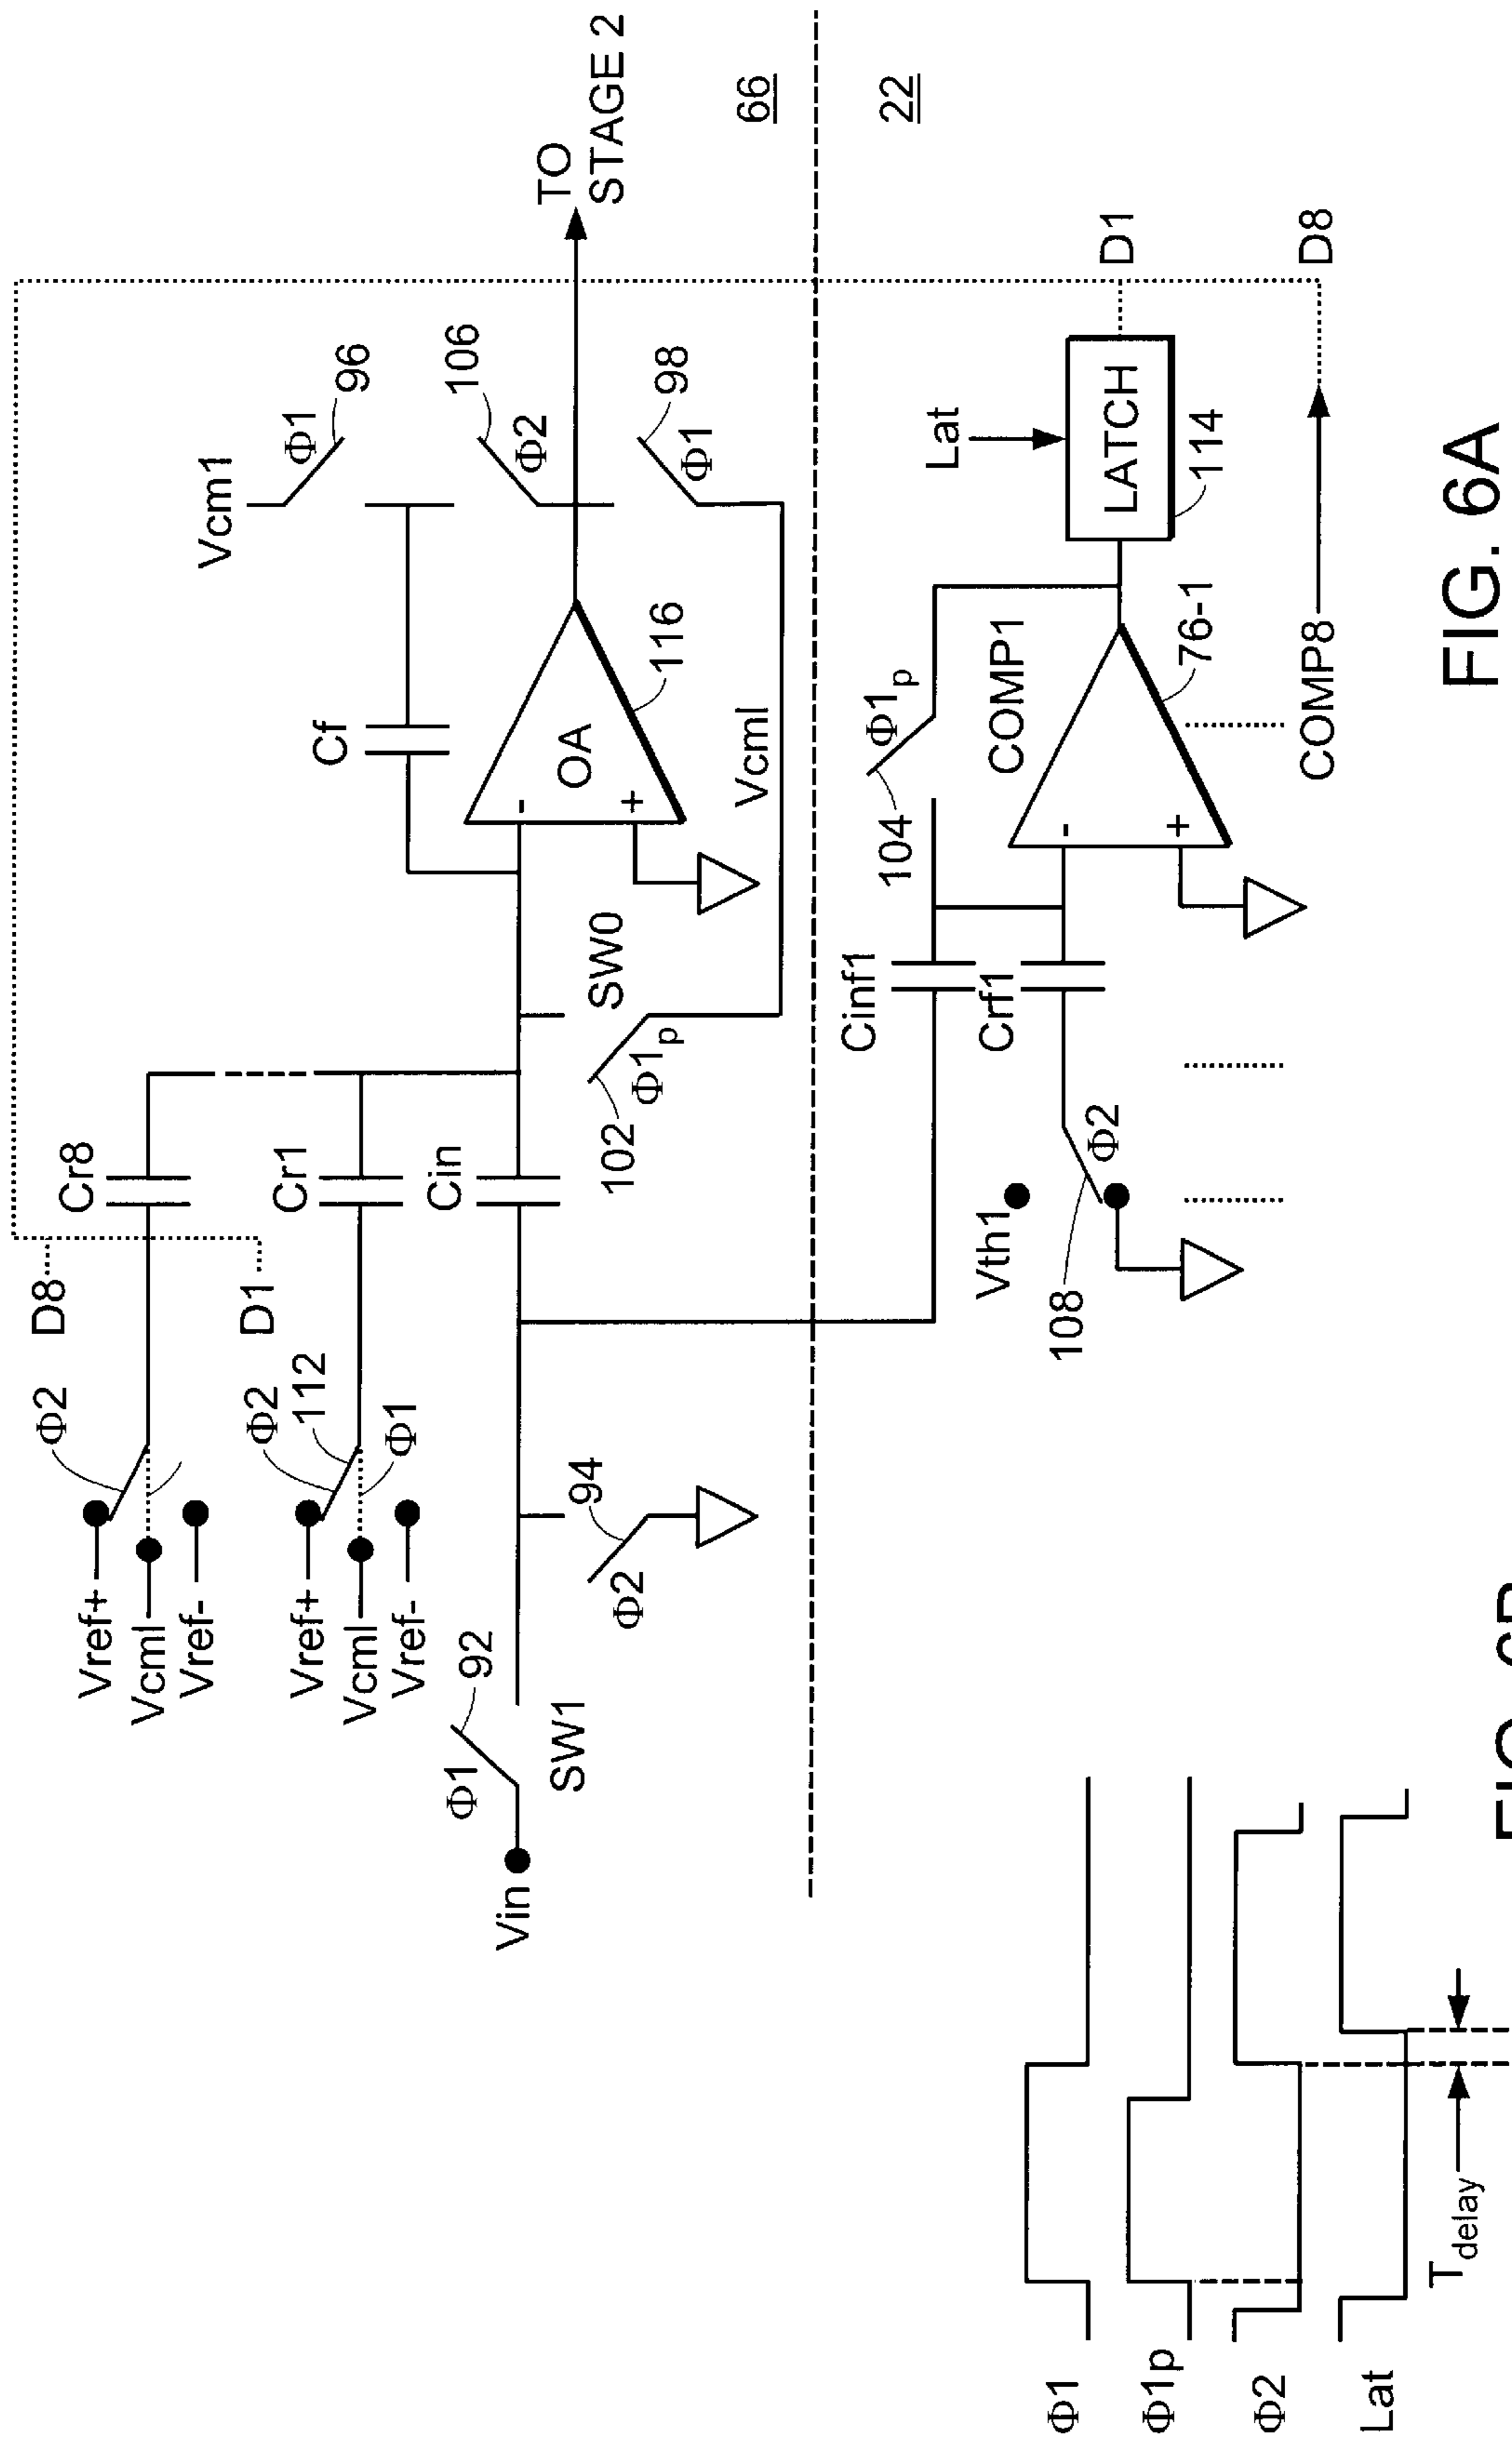 Vref+
Vcml
Vref-
Φ2
D8
Cr8
Vref+
Vcml
Vref-
Φ2
112
Φ1
D1
Cr1
Cin
Vin
Φ1
92
SW1
Φ2
94
102
Φ1p
SW0
Cf
OA
-
+
116
Vcm1
Φ1
96
106
Φ2
98
Φ1
Vcml
TO
STAGE 2
66
22
Cinf1
Crf1
Vth1
108
Φ2
104
Φ1p
COMP1
-
+
76-1
Lat
LATCH
114
D1
COMP8
D8
FIG. 6A
Φ1
Φ1p
Φ2
Lat
Tdelay